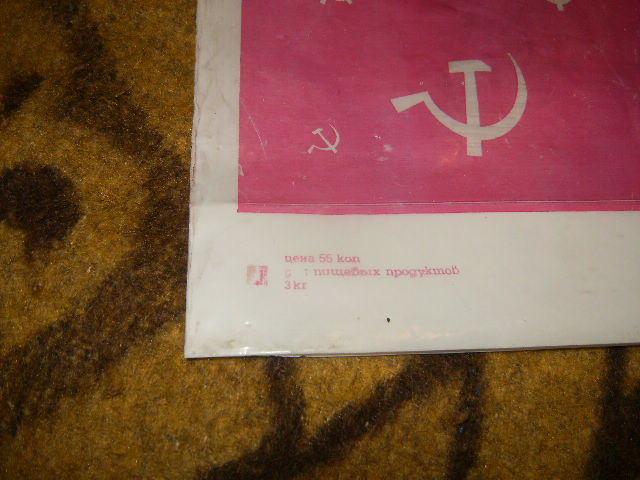 цена 55 коп
пищевых продуктов
3 кг